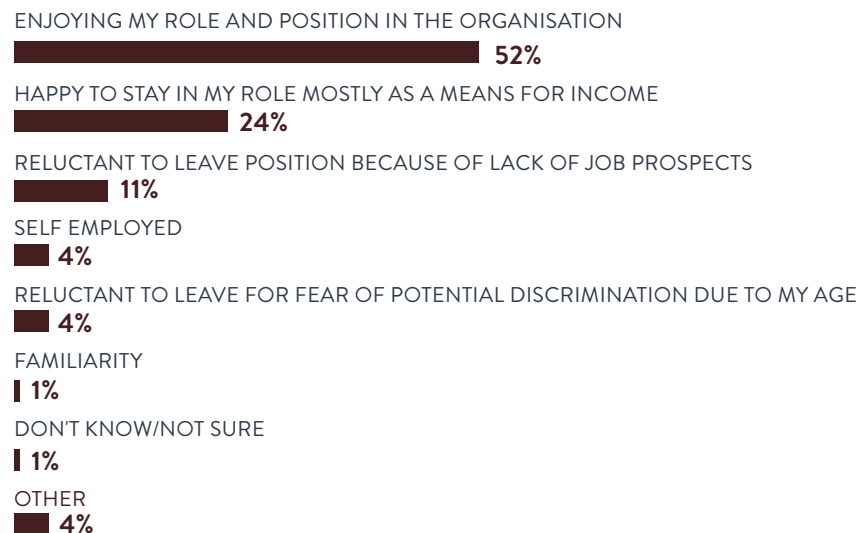 ENJOYING MY ROLE AND POSITION IN THE ORGANISATION
52%
HAPPY TO STAY IN MY ROLE MOSTLY AS A MEANS FOR INCOME
24%
RELUCTANT TO LEAVE POSITION BECAUSE OF LACK OF JOB PROSPECTS
11%
SELF EMPLOYED
4%
RELUCTANT TO LEAVE FOR FEAR OF POTENTIAL DISCRIMINATION DUE TO MY AGE
4%
FAMILIARITY
1%
DON'T KNOW/NOT SURE
1%
OTHER
4%